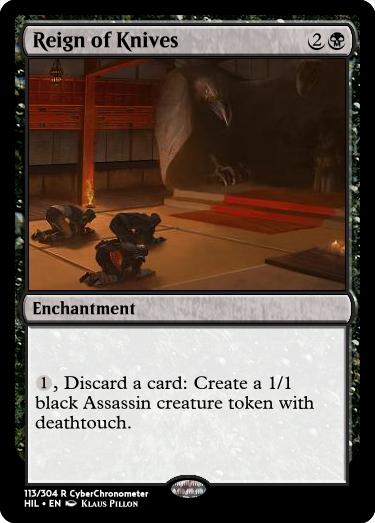 Reign of Knives 2
Enchantment
1, Discard a card: Create a 1/1
black Assassin creature token with
deathtouch.
113/304 R CyberChronometer
HIL • EN Klaus Pillon